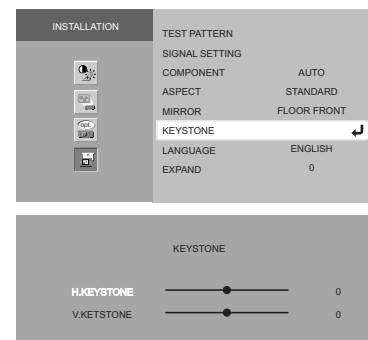 INSTALLATION
TEST PATTERN
SIGNAL SETTING
COMPONENT AUTO
ASPECT STANDARD
MIRROR FLOOR FRONT
KEYSTONE
LANGUAGE ENGLISH
EXPAND 0
opt.
KEYSTONE
H.KEYSTONE 0
V.KETSTONE 0